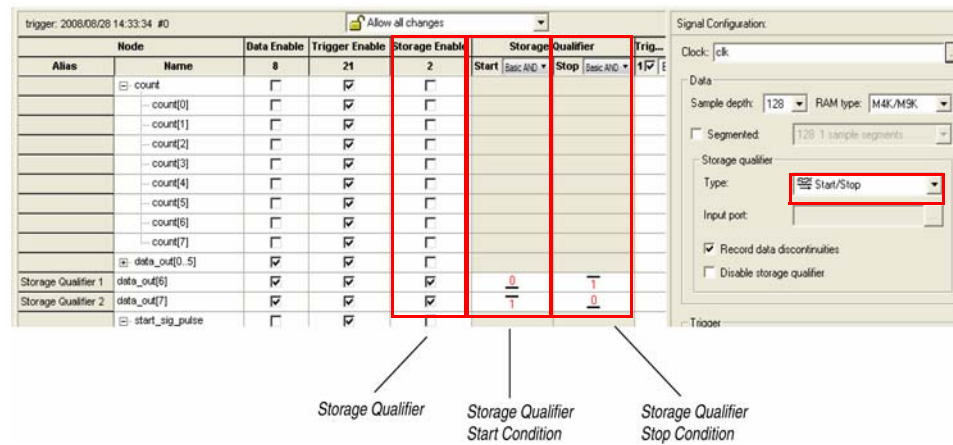 trigger: 2008/08/28 14:33:34 #0
Allow all changes
Node Data Enable Trigger Enable Storage Enable Storage Qualifier Trig...
Alias Name 8 21 2 Start Basic AND Stop Basic AND 1
count
count[0]
count[1]
count[2]
count[3]
count[4]
count[5]
count[6]
count[7]
data_out[0..5]
Storage Qualifier 1 data_out[6] 0 1
Storage Qualifier 2 data_out[7] 1 0
start_sig_pulse
Signal Configuration:
Clock: clk
Data
Sample depth: 128 RAM type: M4K/M9K
Segmented: 128 1 sample segments
Storage qualifier
Type: Start/Stop
Input port:
Record data discontinuities
Disable storage qualifier
Trigger
Storage Qualifier
Storage Qualifier
Start Condition
Storage Qualifier
Stop Condition